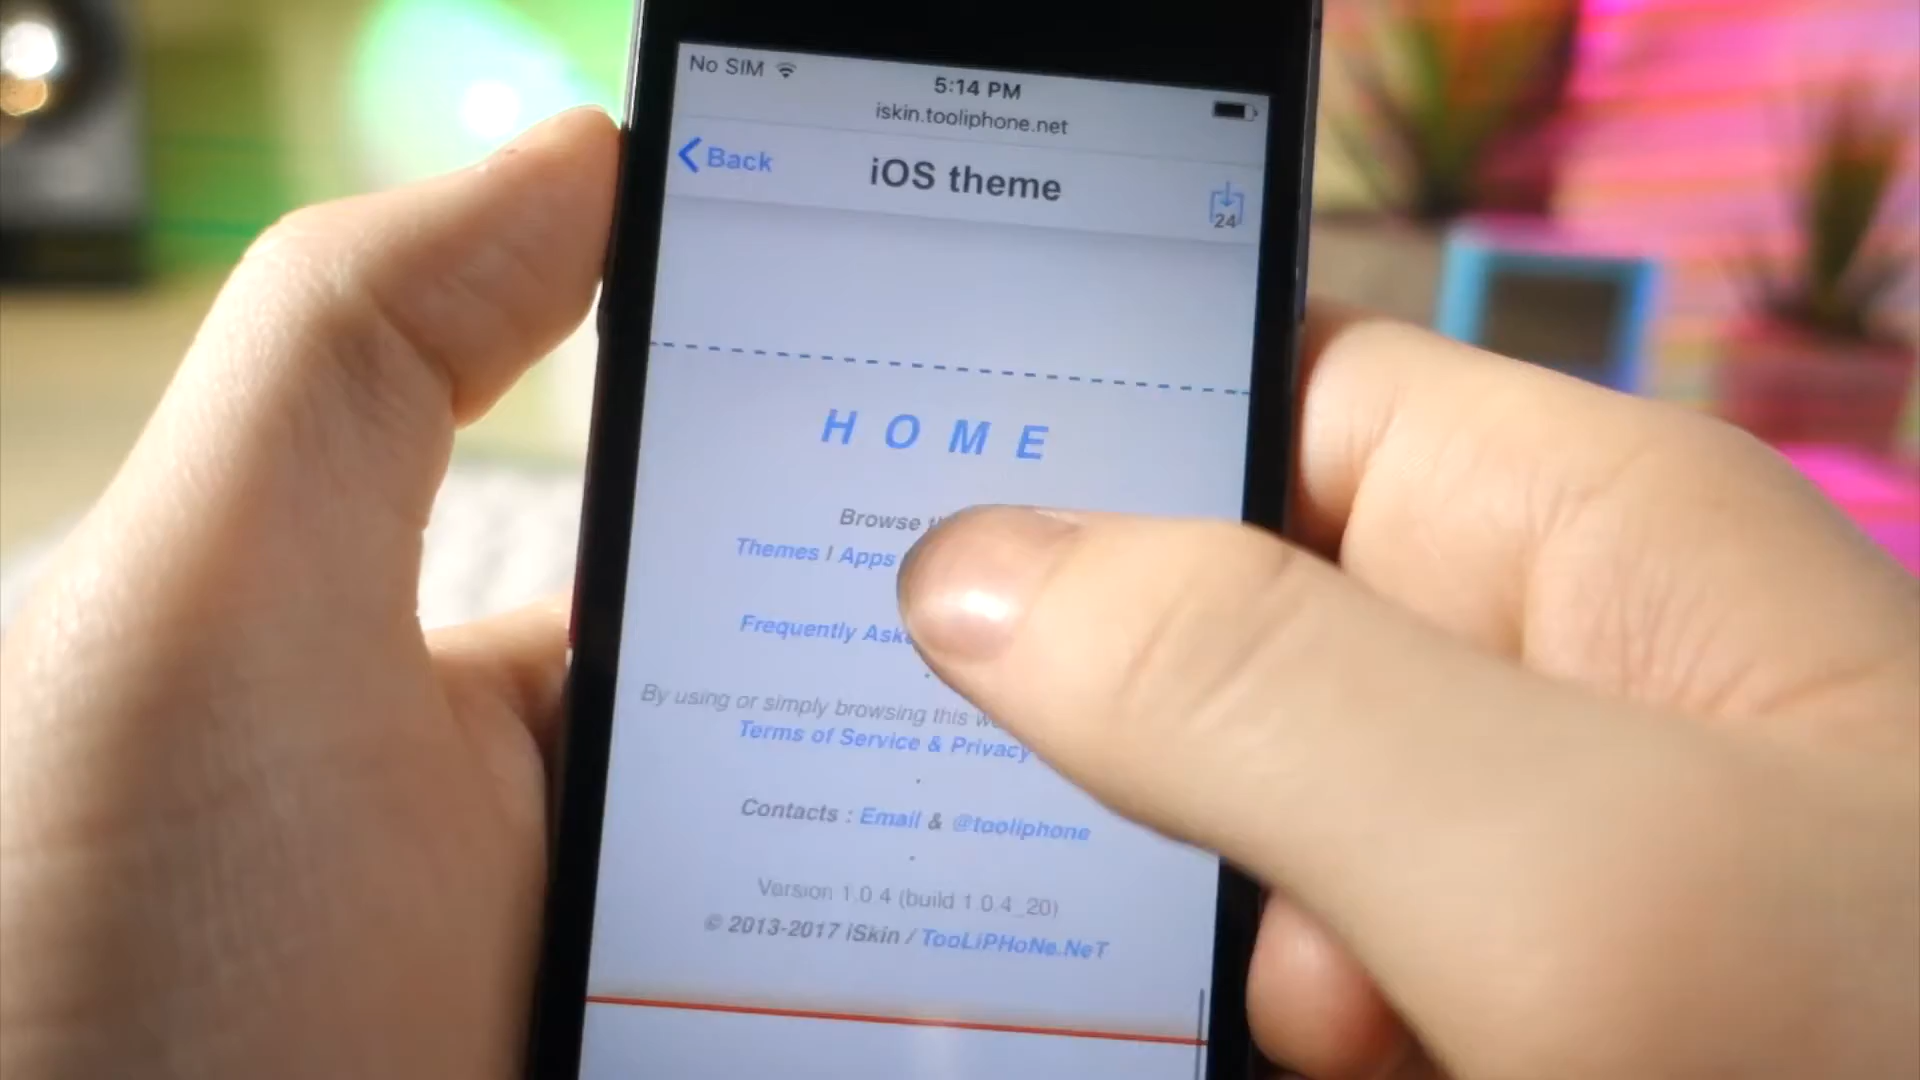 No SIM
5:14 PM
iskin.tooliphone.net
Back
iOS theme
24
H O M E
Browse
Themes | Apps
Frequently
By using or simply browsing this
Terms of Service & Privacy
.
Contacts : Email & @tooliphone
.
Version 1.0.4 (build 1.0.4_20)
© 2013-2017 iSkin / TooLiPHoNe.NeT